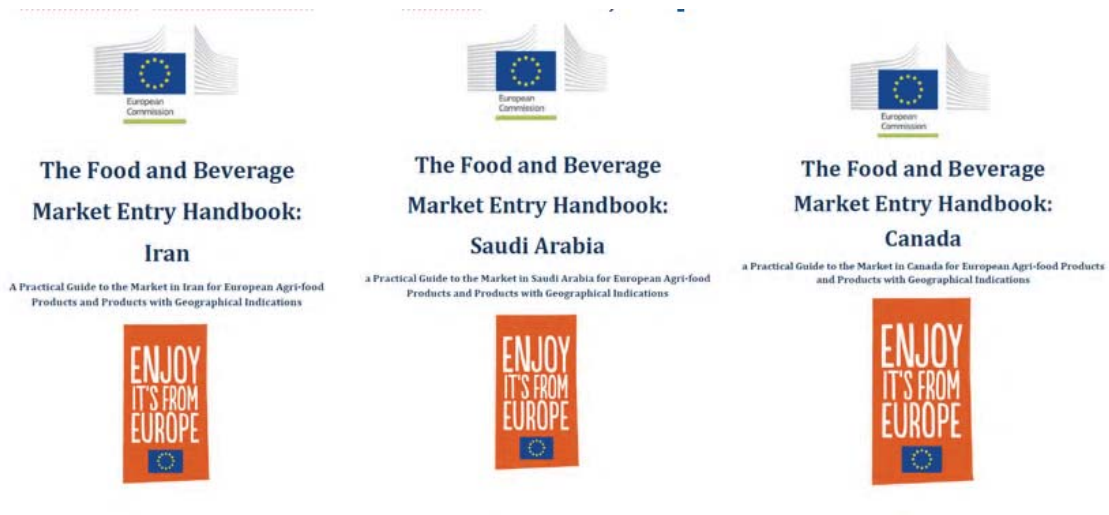 European
Commission
The Food and Beverage
Market Entry Handbook:
Iran
A Practical Guide to the Market in Iran for European Agri-food
Products and Products with Geographical Indications
ENJOY
IT'S FROM
EUROPE
European
Commission
The Food and Beverage
Market Entry Handbook:
Saudi Arabia
a Practical Guide to the Market in Saudi Arabia for European Agri-food
Products and Products with Geographical Indications
ENJOY
IT'S FROM
EUROPE
European
Commission
The Food and Beverage
Market Entry Handbook:
Canada
a Practical Guide to the Market in Canada for European Agri-food Products
and Products with Geographical Indications
ENJOY
IT'S FROM
EUROPE